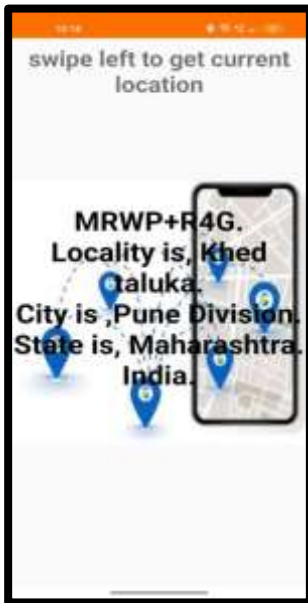 swipe left to get current
location
MRWP+R4G.
Locality is, Khed
taluka.
City is ,Pune Division.
State is, Maharashtra.
India.